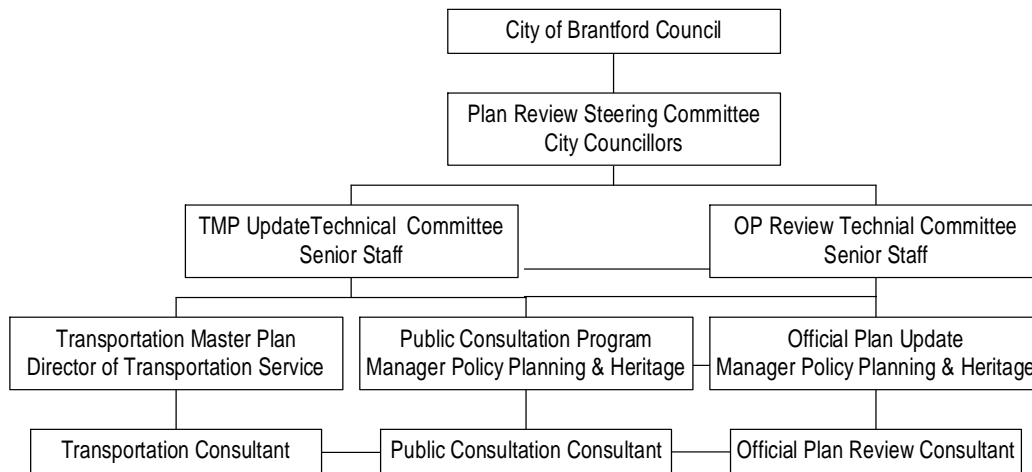 City of Brantford Council
Plan Review Steering Committee
City Councillors
TMP UpdateTechnical Committee
Senior Staff
OP Review Technial Committee
Senior Staff
Transportation Master Plan
Director of Transportation Service
Public Consultation Program
Manager Policy Planning & Heritage
Official Plan Update
Manager Policy Planning & Heritage
Transportation Consultant
Public Consultation Consultant
Official Plan Review Consultant